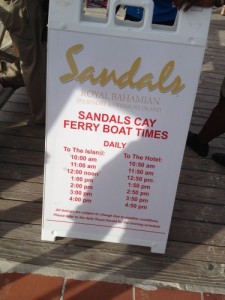 Sandals
ROYAL BAHAMIAN
SANDALS CAY
FERRY BOAT TIMES
DAILY
To The Island: To The Hotel:
10:00 am 10:50 am
11:00 am 11:50 am
12:00 noon 12:50 pm
1:00 pm 1:50 pm
2:00 pm 2:50 pm
3:00 pm 3:50 pm
4:00 pm 4:50 pm